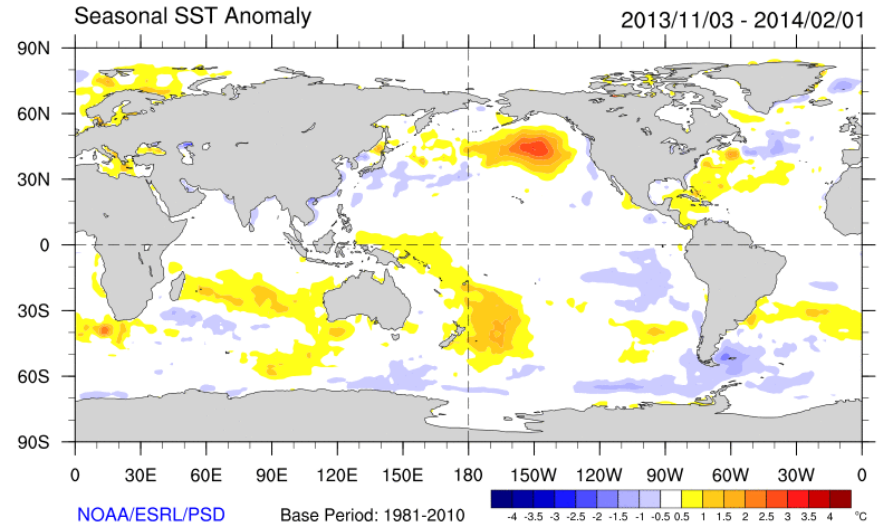 Seasonal SST Anomaly 2013/11/03 - 2014/02/01
90N
60N
30N
0
30S
60S
90S
0 30E 60E 90E 120E 150E 180 150W 120W 90W 60W 30W 0
NOAA/ESRL/PSD Base Period: 1981-2010
-4 -3.5 -3 -2.5 -2 -1.5 -1 -0.5 0.5 1 1.5 2 2.5 3 3.5 4 °C